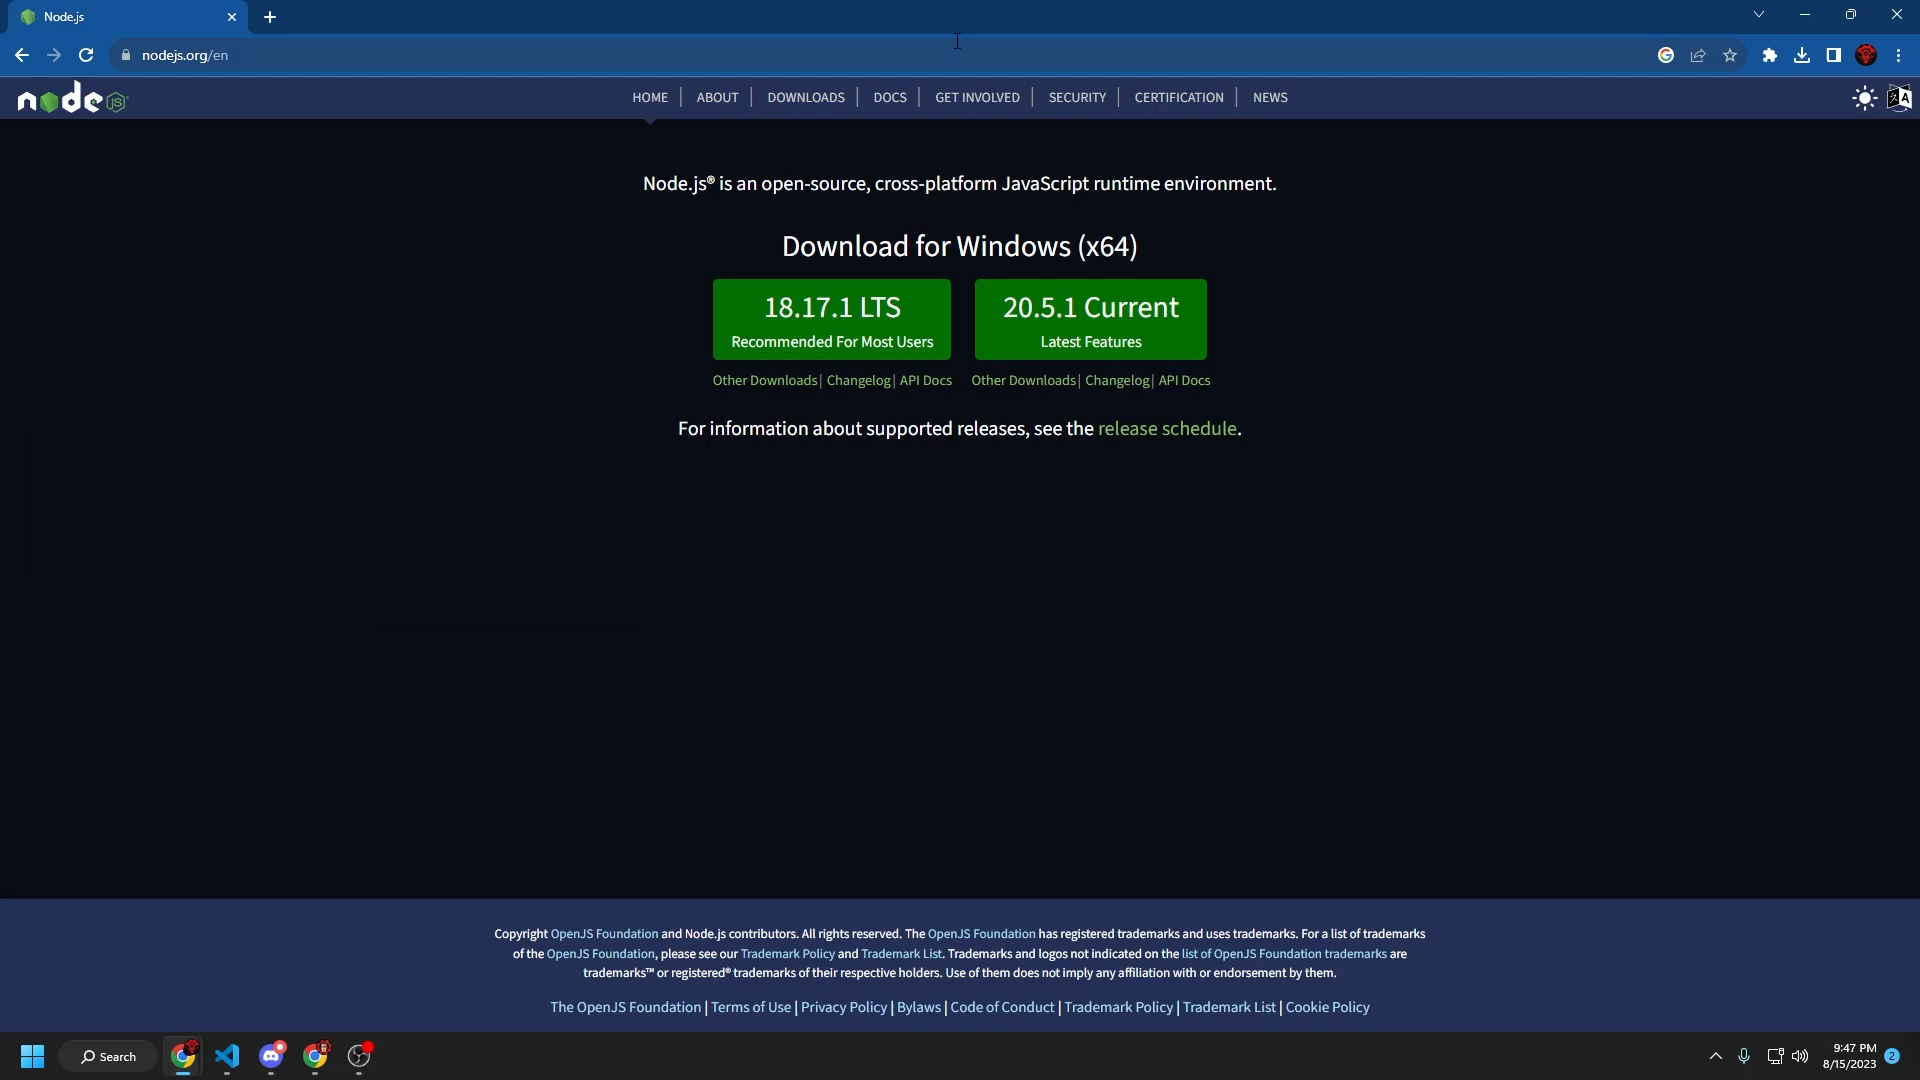 Node.js
nodejs.org/en
node JS
HOME | ABOUT | DOWNLOADS | DOCS | GET INVOLVED | SECURITY | CERTIFICATION | NEWS
Node.js® is an open-source, cross-platform JavaScript runtime environment.
Download for Windows (x64)
18.17.1 LTS
Recommended For Most Users
20.5.1 Current
Latest Features
Other Downloads | Changelog | API Docs
Other Downloads | Changelog | API Docs
For information about supported releases, see the release schedule.
Copyright OpenJS Foundation and Node.js contributors. All rights reserved. The OpenJS Foundation has registered trademarks and uses trademarks. For a list of trademarks
of the OpenJS Foundation, please see our Trademark Policy and Trademark List. Trademarks and logos not indicated on the list of OpenJS Foundation trademarks are
trademarks™ or registered® trademarks of their respective holders. Use of them does not imply any affiliation with or endorsement by them.
The OpenJS Foundation | Terms of Use | Privacy Policy | Bylaws | Code of Conduct | Trademark Policy | Trademark List | Cookie Policy
Search
9:47 PM
8/15/2023
2